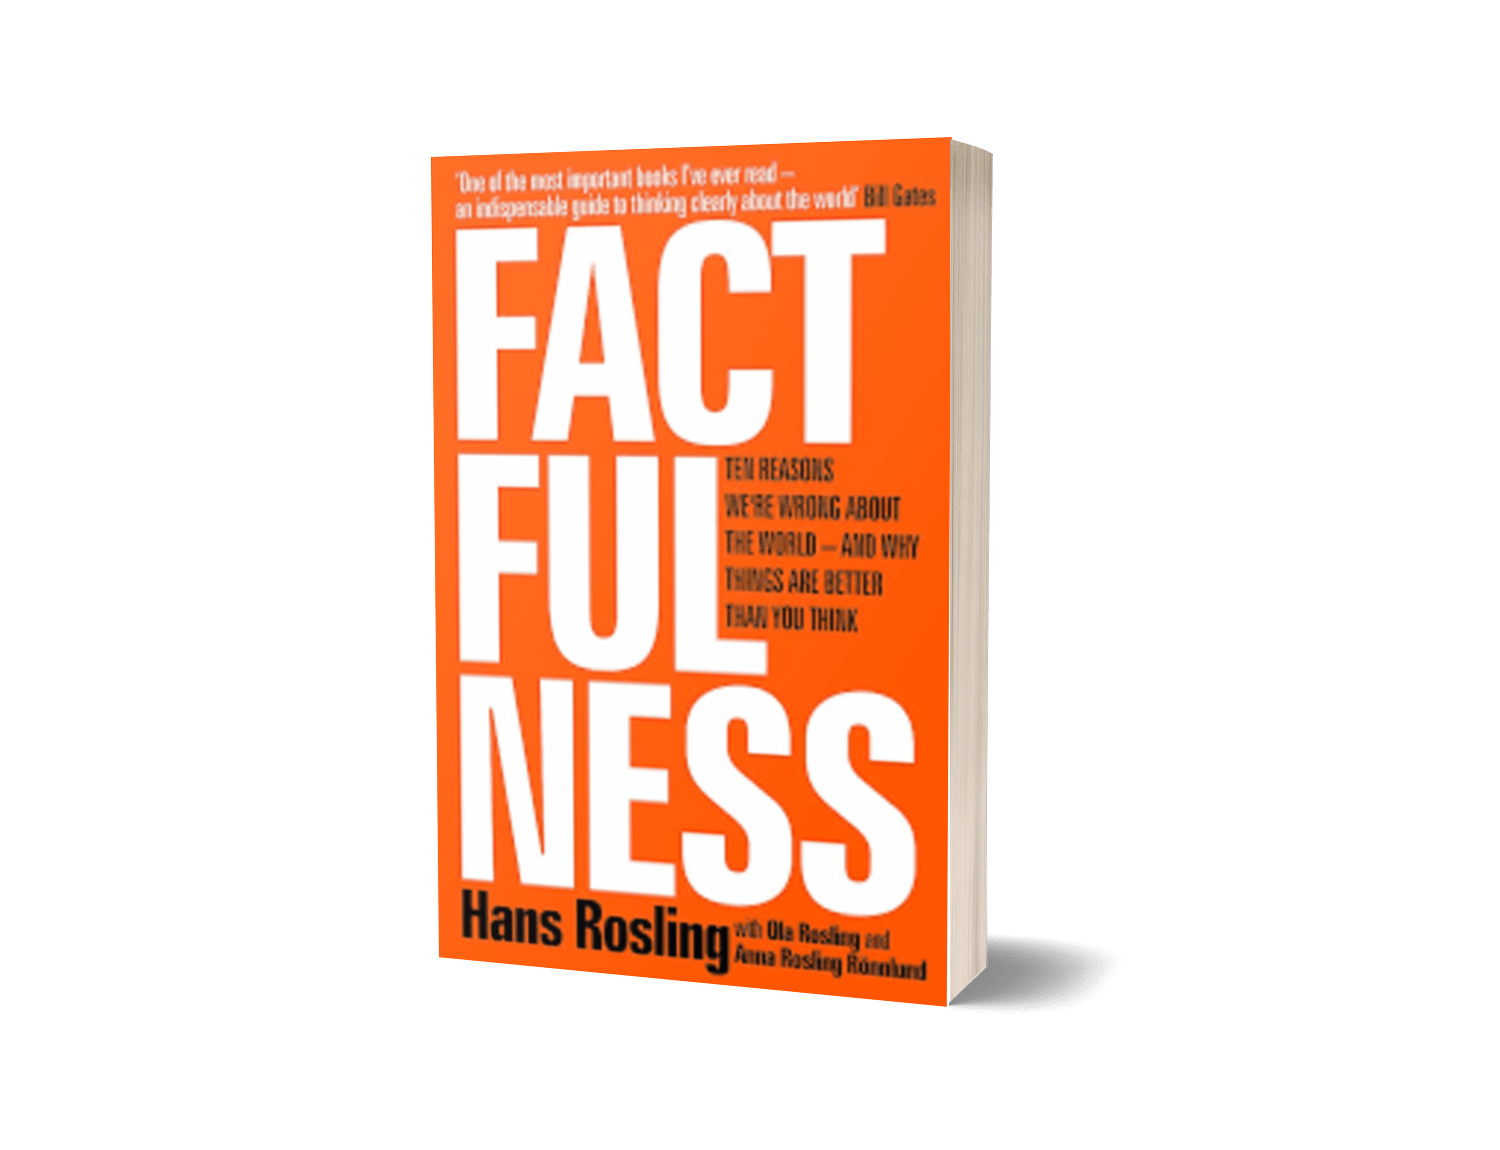 'One of the most important books I've ever read –
an indispensable guide to thinking clearly about the world' Bill Gates
FACT
FUL
TEN REASONS
WE'RE WRONG ABOUT
THE WORLD – AND WHY
THINGS ARE BETTER
THAN YOU THINK
NESS
Hans Rosling
with Ola Rosling and
Anna Rosling Rönnlund